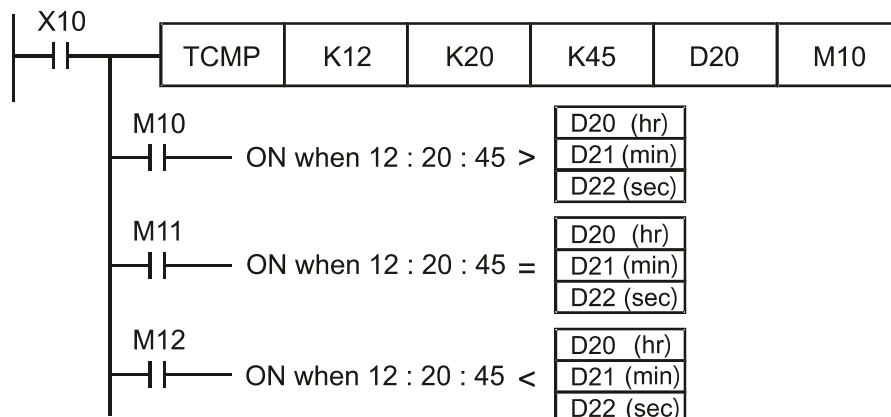 X10
TCMP K12 K20 K45 D20 M10
M10
ON when 12 : 20 : 45 >
D20 (hr)
D21 (min)
D22 (sec)
M11
ON when 12 : 20 : 45 =
D20 (hr)
D21 (min)
D22 (sec)
M12
ON when 12 : 20 : 45 <
D20 (hr)
D21 (min)
D22 (sec)